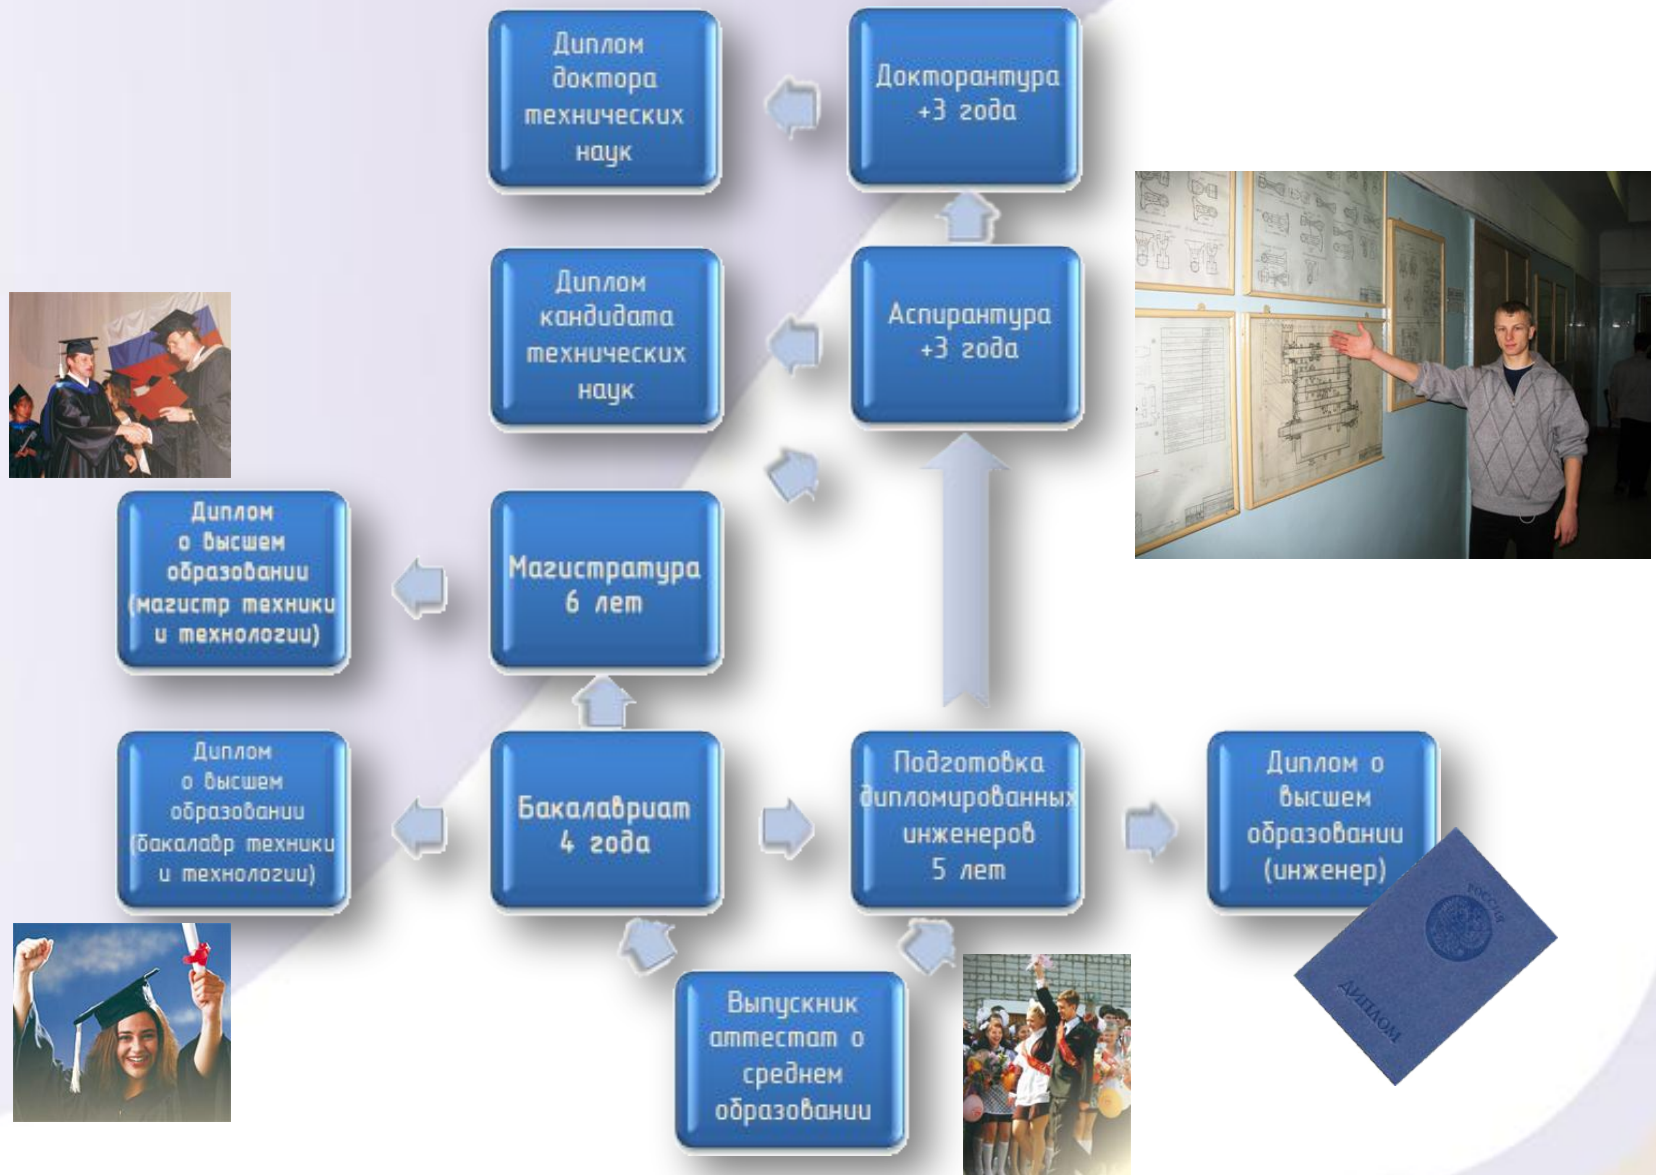 Диплом
доктора
технических
наук
Докторантура
+3 года
Диплом
кандидата
технических
наук
Аспирантура
+3 года
Диплом
о высшем
образовании
(магистр техники
и технологии)
Магистратура
6 лет
Диплом
о высшем
образовании
(бакалавр техники
и технологии)
Бакалавриат
4 года
Подготовка
дипломированных
инженеров
5 лет
Диплом о
высшем
образовании
(инженер)
РОССИЯ
ДИПЛОМ
Выпускник
аттестат о
среднем
образовании